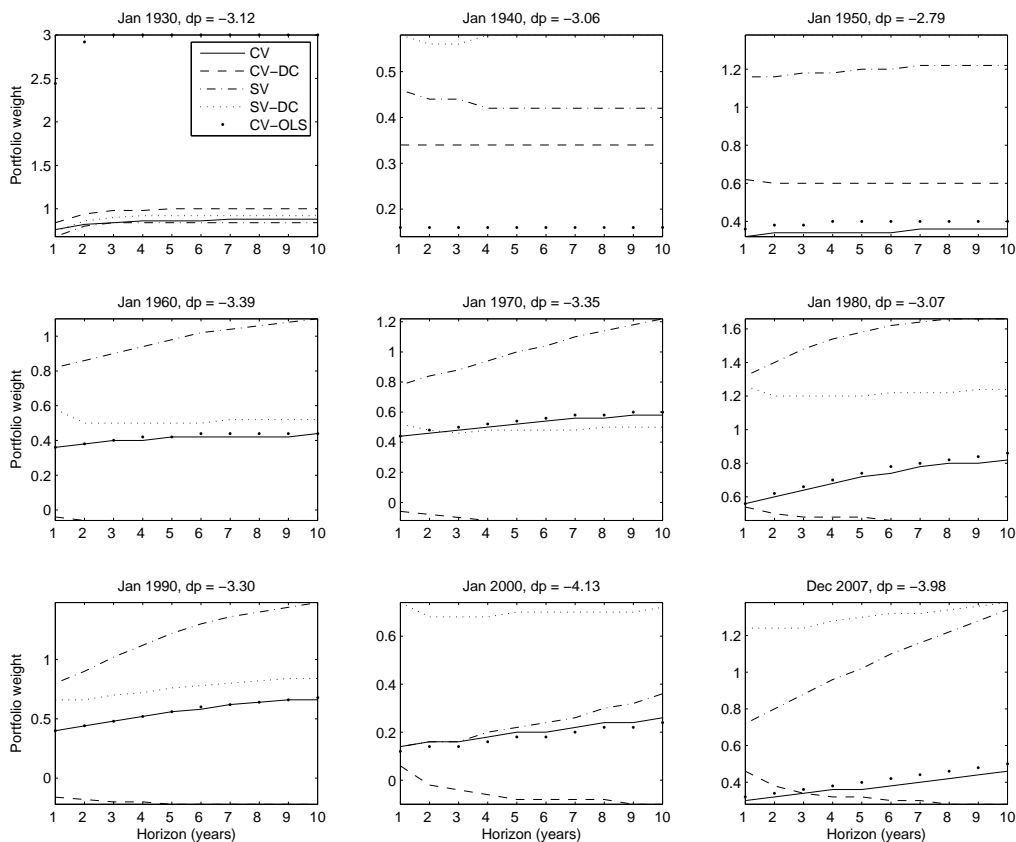 Jan 1930, dp = −3.12
Jan 1940, dp = −3.06
Jan 1950, dp = −2.79
Portfolio weight
3
2.5
2
1.5
1
1 2 3 4 5 6 7 8 9 10
CV
CV−DC
SV
SV−DC
CV−OLS
0.5
0.4
0.3
0.2
1 2 3 4 5 6 7 8 9 10
1.2
1
0.8
0.6
0.4
1 2 3 4 5 6 7 8 9 10
Jan 1960, dp = −3.39
Jan 1970, dp = −3.35
Jan 1980, dp = −3.07
Portfolio weight
1
0.8
0.6
0.4
0.2
0
1 2 3 4 5 6 7 8 9 10
1.2
1
0.8
0.6
0.4
0.2
0
1 2 3 4 5 6 7 8 9 10
1.6
1.4
1.2
1
0.8
0.6
1 2 3 4 5 6 7 8 9 10
Jan 1990, dp = −3.30
Jan 2000, dp = −4.13
Dec 2007, dp = −3.98
Portfolio weight
1
0.5
0
1 2 3 4 5 6 7 8 9 10
Horizon (years)
0.6
0.4
0.2
0
1 2 3 4 5 6 7 8 9 10
Horizon (years)
1.2
1
0.8
0.6
0.4
1 2 3 4 5 6 7 8 9 10
Horizon (years)